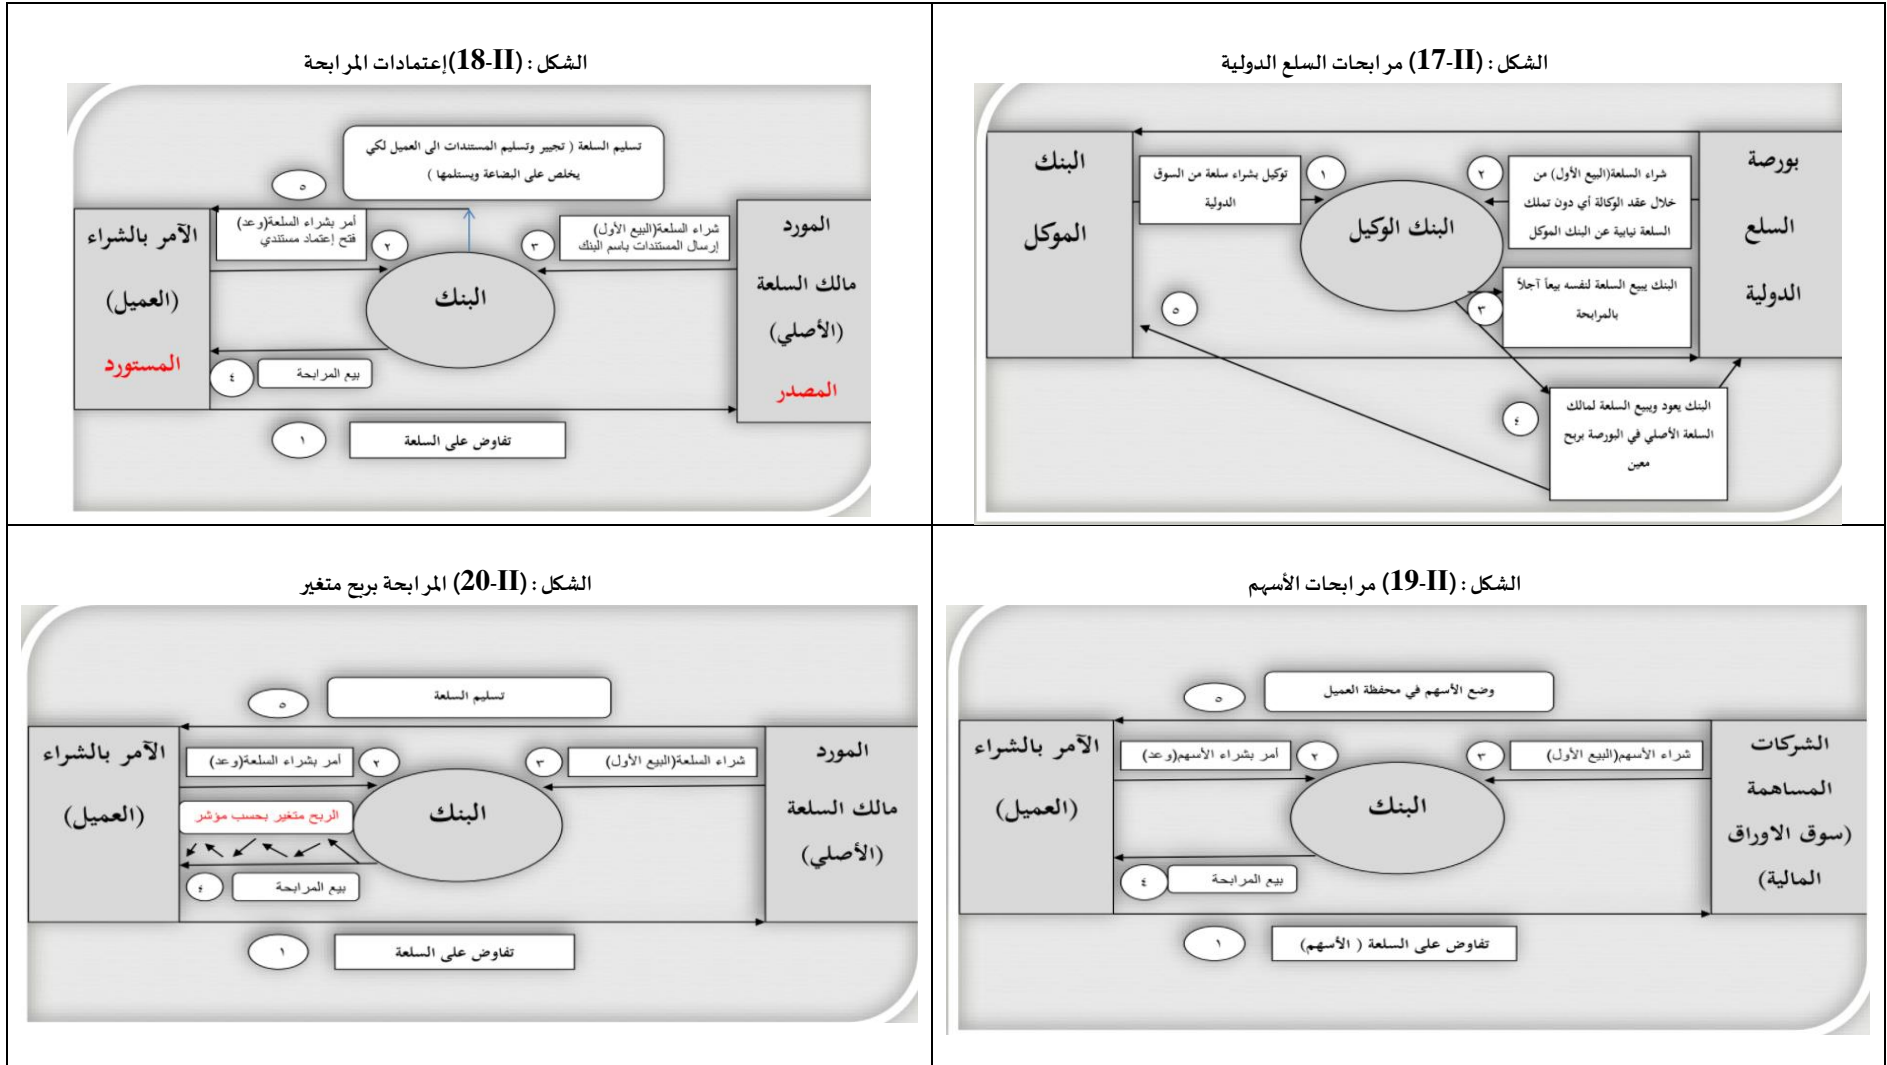 الشكل : (II-17) مرابحات السلع الدولية
بورصة
السلع
الدولية
شراء السلعة(البيع الأول) من
خلال عقد الوكالة أي دون تملك
السلعة نيابية عن البنك الموكل
٢
١
توكيل بشراء سلعة من السوق
الدولية
البنك
الموكل
البنك الوكيل
البنك يبيع السلعة لنفسه بيعاً آجلاً
بالمرابحة
٣
٥
البنك يعود ويبيع السلعة لمالك
السلعة الأصلي في البورصة بربح
معين
٤
الشكل : (II-18)إعتمادات المرابحة
تسليم السلعة ( تجيير وتسليم المستندات الى العميل لكي
يخلص على البضاعة ويستلمها )
٥
المورد
مالك السلعة
(الأصلي)
المصدر
شراء السلعة(البيع الأول)
إرسال المستندات باسم البنك
٣
٢
أمر بشراء السلعة(وعد)
فتح إعتماد مستندي
الآمر بالشراء
(العميل)
المستورد
البنك
بيع المرابحة
٤
تفاوض على السلعة
١
الشكل : (II-19) مرابحات الأسهم
وضع الأسهم في محفظة العميل
٥
الشركات
المساهمة
(سوق الاوراق
المالية)
شراء الأسهم(البيع الأول)
٣
٢
أمر بشراء الأسهم(وعد)
الآمر بالشراء
(العميل)
البنك
بيع المرابحة
٤
تفاوض على السلعة ( الأسهم)
١
الشكل : (II-20) المرابحة بربح متغير
تسليم السلعة
٥
المورد
مالك السلعة
(الأصلي)
شراء السلعة(البيع الأول)
٣
٢
أمر بشراء السلعة(وعد)
الآمر بالشراء
(العميل)
البنك
الربح متغير بحسب مؤشر
بيع المرابحة
٤
تفاوض على السلعة
١